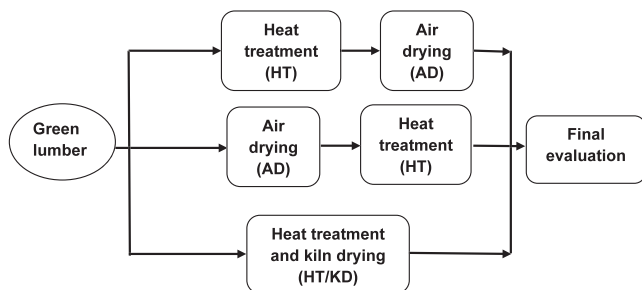 Green
lumber
Heat
treatment
(HT)
Air
drying
(AD)
Air
drying
(AD)
Heat
treatment
(HT)
Heat treatment
and kiln drying
(HT/KD)
Final
evaluation